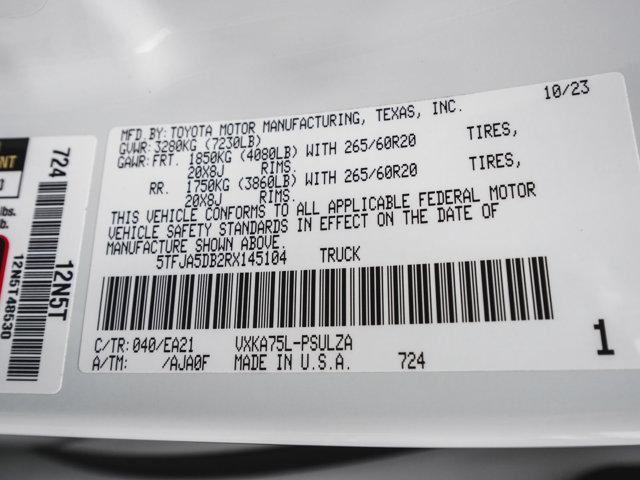 10/23
MFD.BY:TOYOTA MOTOR MANUFACTURING, TEXAS, INC.
GVWR:3280KG (7230LB)
GAWR:FRT. 1850KG (4080LB) WITH 265/60R20 TIRES,
20X8J RIMS.
RR. 1750KG (3860LB) WITH 265/60R20 TIRES,
20X8J RIMS.
THIS VEHICLE CONFORMS TO ALL APPLICABLE FEDERAL MOTOR
VEHICLE SAFETY STANDARDS IN EFFECT ON THE DATE OF
MANUFACTURE SHOWN ABOVE.
5TFJA5DB2RX145104 TRUCK
C/TR:040/EA21 VXKA75L-PSULZA
A/TM: /AJA0F MADE IN U.S.A. 724
1
724
12N5T
12N5T48530
lbs.